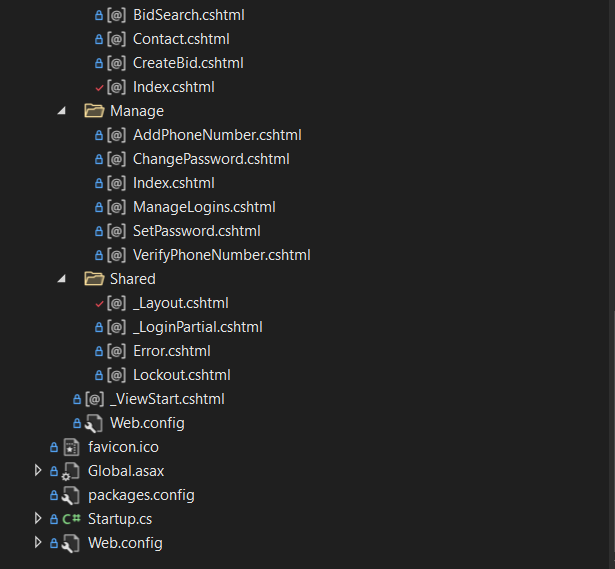 BidSearch.cshtml
Contact.cshtml
CreateBid.cshtml
Index.cshtml
Manage
AddPhoneNumber.cshtml
ChangePassword.cshtml
Index.cshtml
ManageLogins.cshtml
SetPassword.cshtml
VerifyPhoneNumber.cshtml
Shared
_Layout.cshtml
_LoginPartial.cshtml
Error.cshtml
Lockout.cshtml
_ViewStart.cshtml
Web.config
favicon.ico
Global.asax
packages.config
C# Startup.cs
Web.config